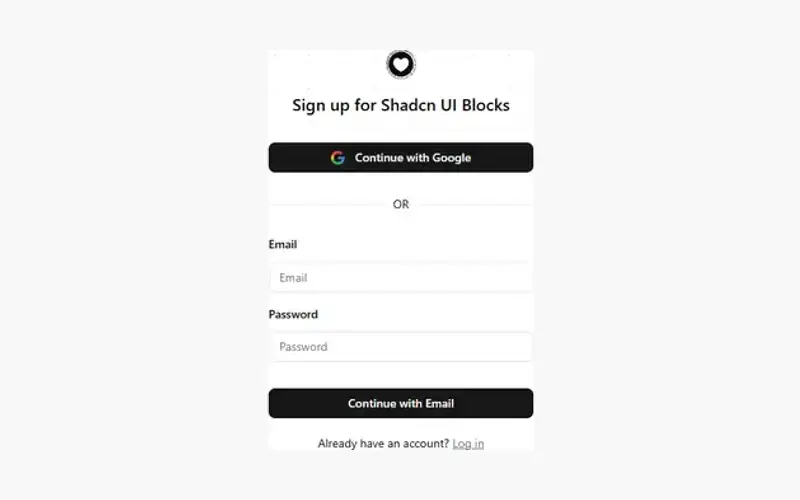 Sign up for Shadcn UI Blocks
Continue with Google
OR
Email
Email
Password
Password
Continue with Email
Already have an account? Log in